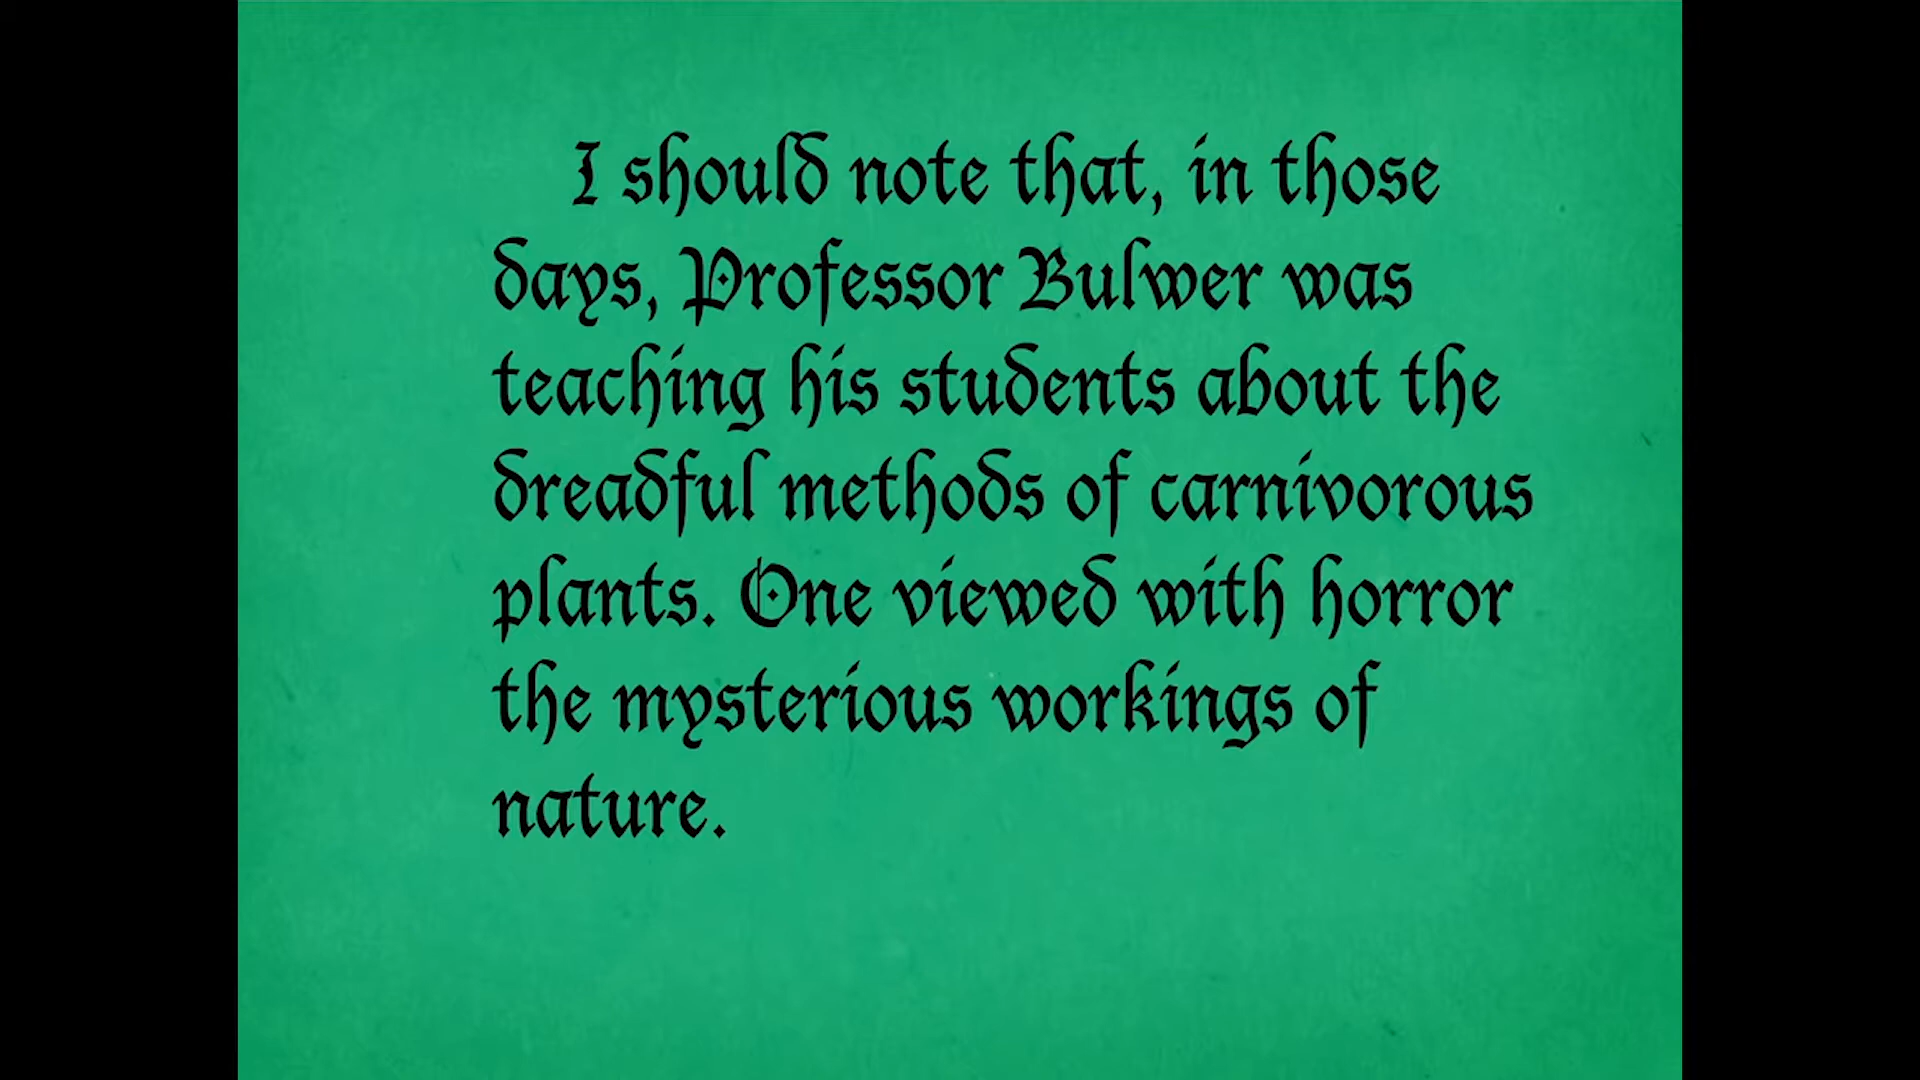 I should note that, in those
days, Professor Bulwer was
teaching his students about the
dreadful methods of carnivorous
plants. One viewed with horror
the mysterious workings of
nature.